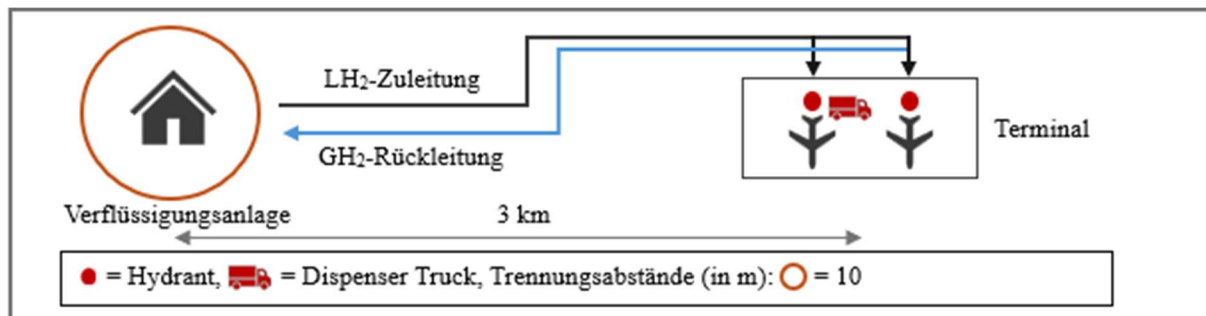 LH₂-Zuleitung
GH₂-Rückleitung
Terminal
Verflüssigungsanlage
3 km
= Hydrant, = Dispenser Truck, Trennungsabstände (in m): = 10